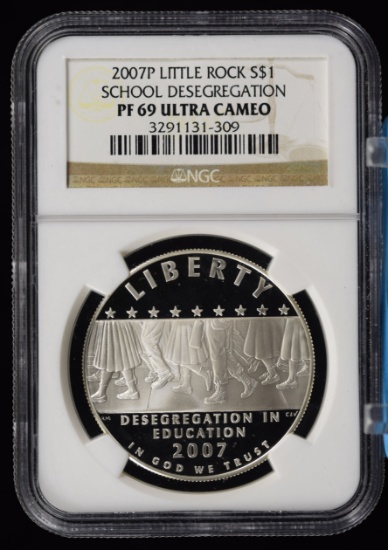 2007P LITTLE ROCK S$1
SCHOOL DESEGREGATION
PF 69 ULTRA CAMEO
3291131-309
NGC
LIBERTY
DESEGREGATION IN
EDUCATION
2007
IN GOD WE TRUST